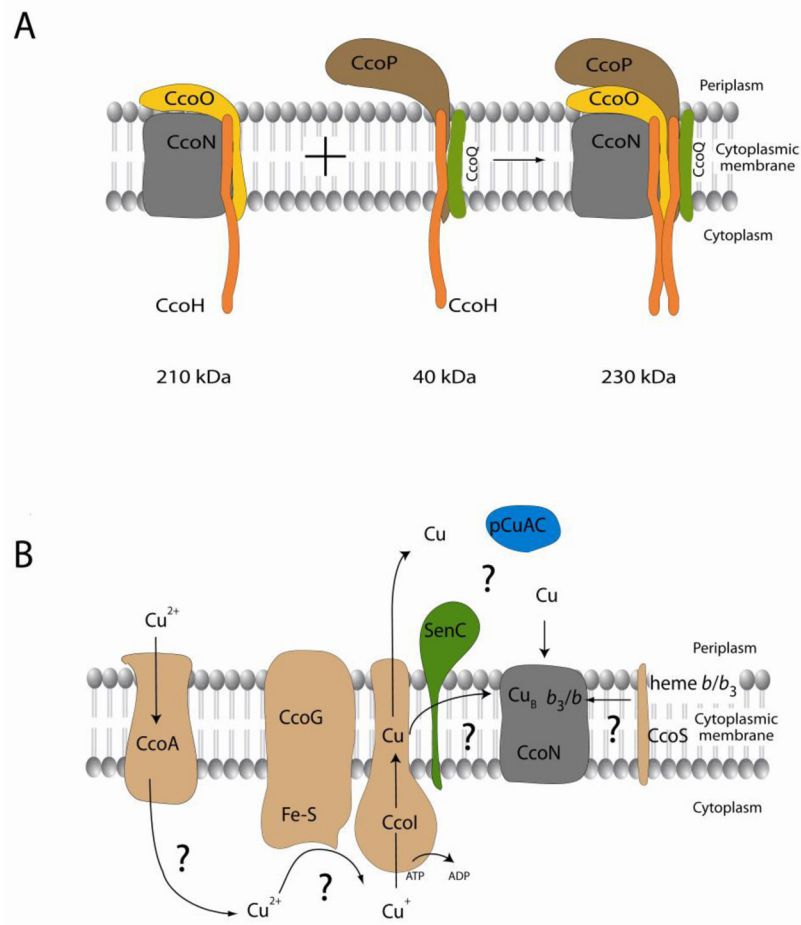 A
CcoO
CcoN
CcoH
+
CcoP
CcoQ
CcoH
CcoP
CcoO
CcoN
CcoQ
Periplasm
Cytoplasmic
membrane
Cytoplasm
210 kDa
40 kDa
230 kDa
B
Cu
pCuAC
?
Cu
Cu2+
SenC
Periplasm
heme b/b3
CuB b3/b
CcoG
Cu
CcoA
?
CcoN
?
CcoS
Cytoplasmic
membrane
Fe-S
CcoI
Cytoplasm
?
ATP
ADP
?
Cu2+
Cu+